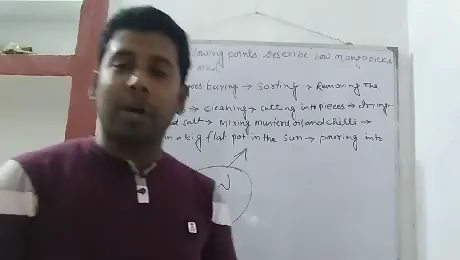 lowing points, describe how mango pickle
oes buying → Sorting → Removing The
→ cleaning → cutting into pieces → drying-
d salt → Mixing mustard oil and chilli →
n a big flat pot in the sun → pouring into